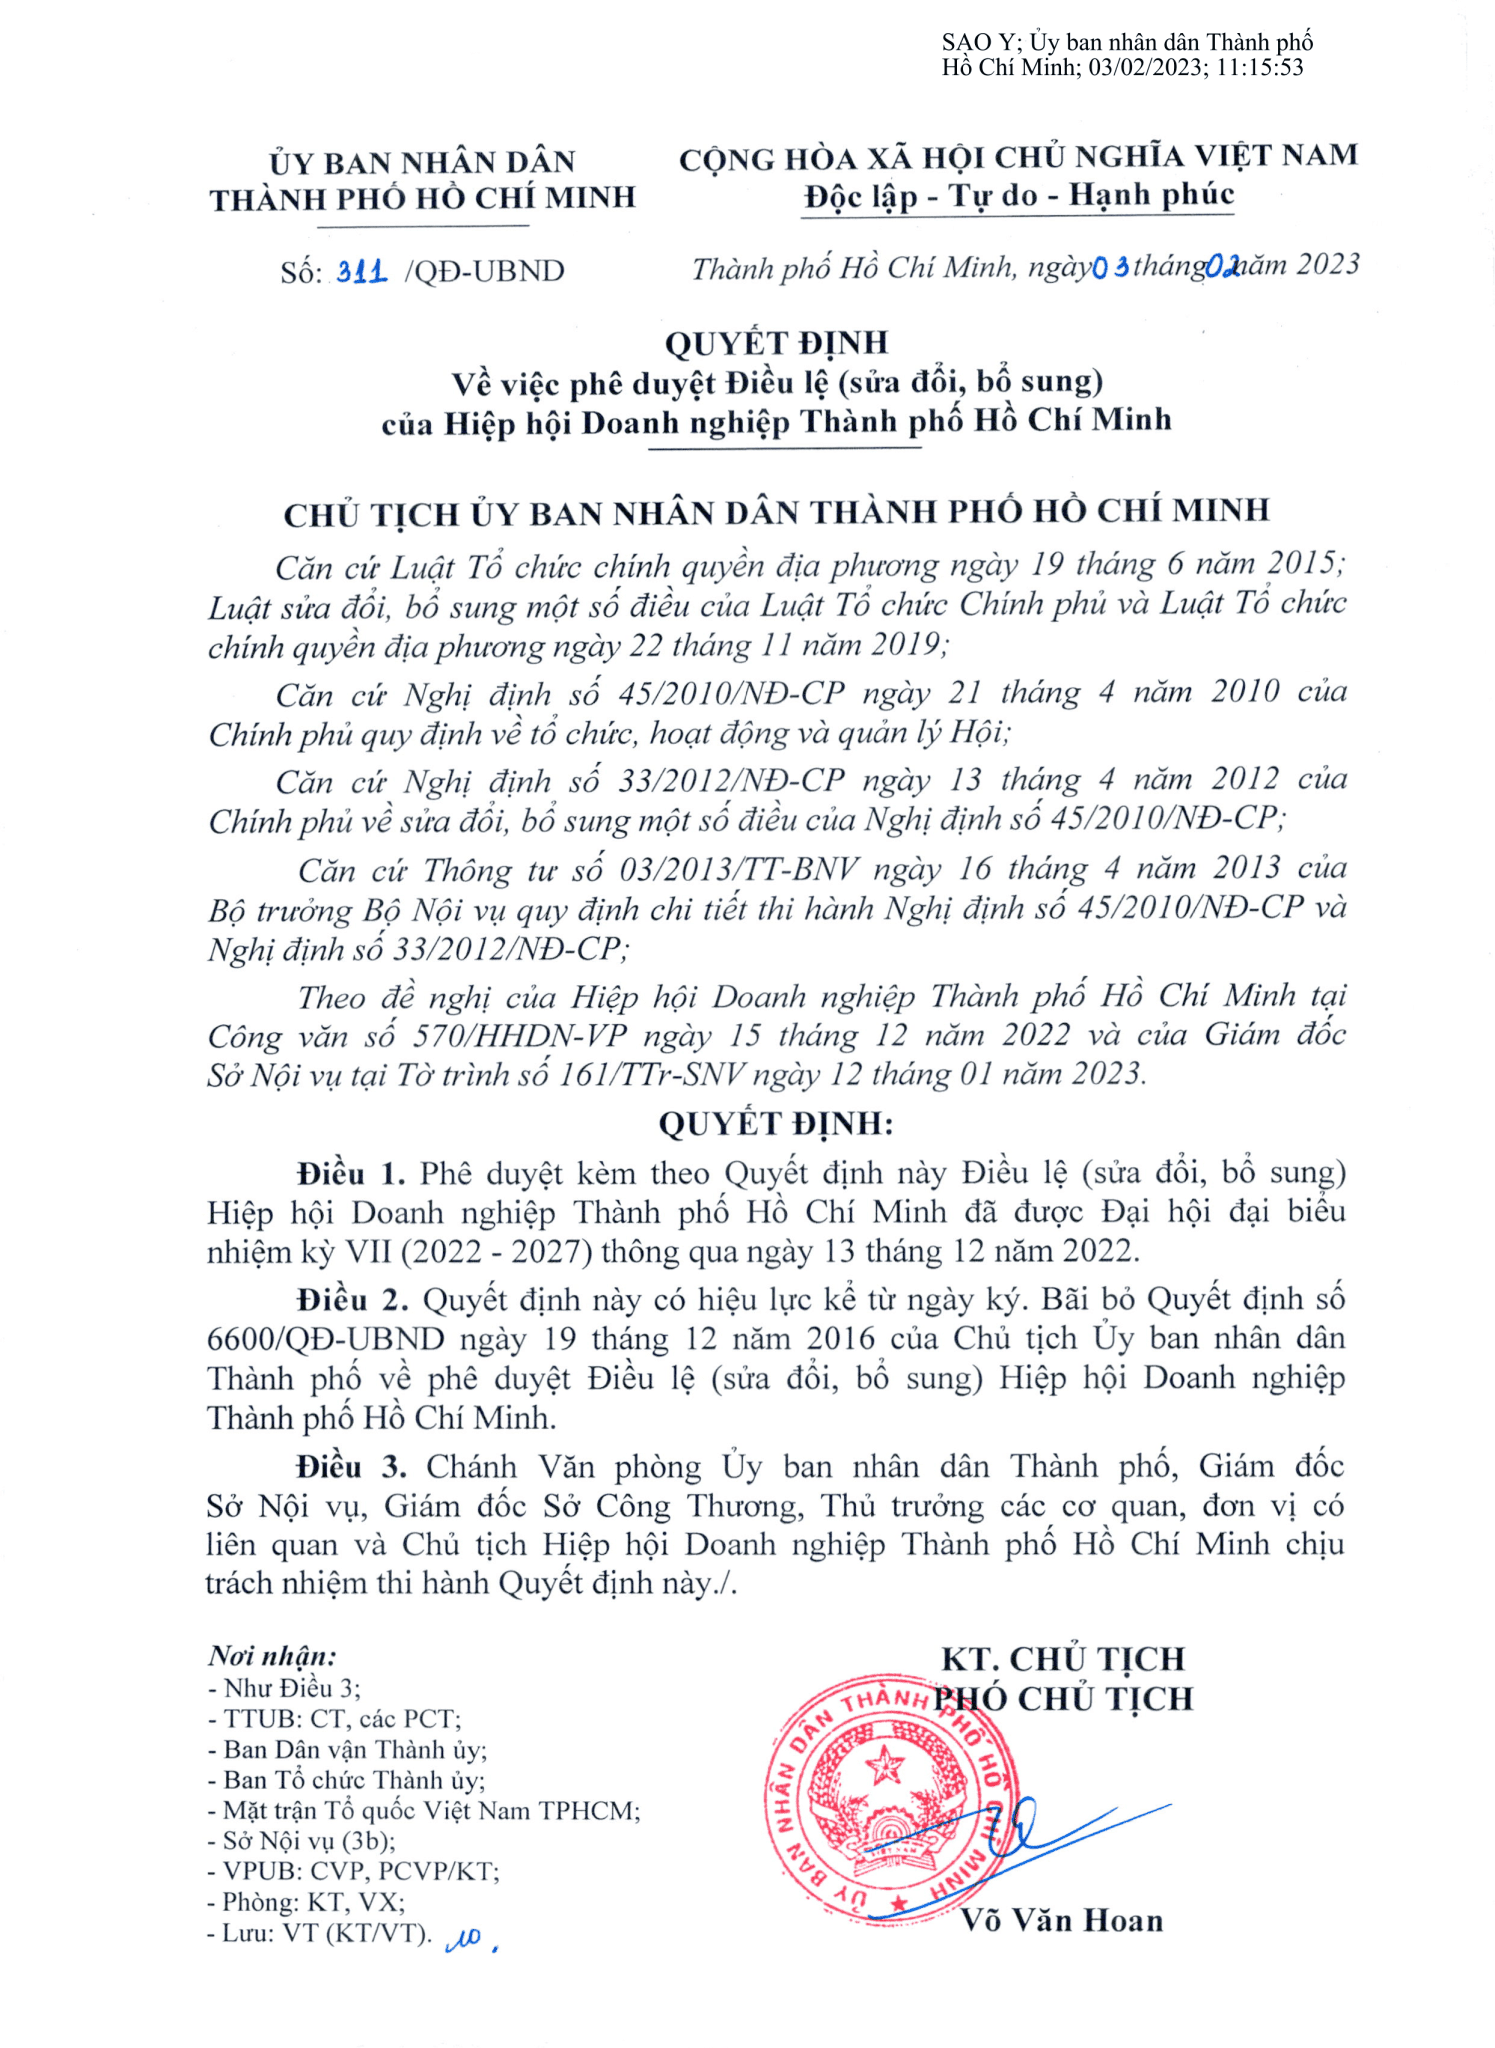 SAO Y; Ủy ban nhân dân Thành phố
Hồ Chí Minh; 03/02/2023; 11:15:53
ỦY BAN NHÂN DÂN
THÀNH PHỐ HỒ CHÍ MINH
CỘNG HÒA XÃ HỘI CHỦ NGHĨA VIỆT NAM
Độc lập - Tự do - Hạnh phúc
Số: 311 /QĐ-UBND
Thành phố Hồ Chí Minh, ngày 03 tháng 02 năm 2023
QUYẾT ĐỊNH
Về việc phê duyệt Điều lệ (sửa đổi, bổ sung)
của Hiệp hội Doanh nghiệp Thành phố Hồ Chí Minh
CHỦ TỊCH ỦY BAN NHÂN DÂN THÀNH PHỐ HỒ CHÍ MINH
Căn cứ Luật Tổ chức chính quyền địa phương ngày 19 tháng 6 năm 2015;
Luật sửa đổi, bổ sung một số điều của Luật Tổ chức Chính phủ và Luật Tổ chức
chính quyền địa phương ngày 22 tháng 11 năm 2019;
Căn cứ Nghị định số 45/2010/NĐ-CP ngày 21 tháng 4 năm 2010 của
Chính phủ quy định về tổ chức, hoạt động và quản lý Hội;
Căn cứ Nghị định số 33/2012/NĐ-CP ngày 13 tháng 4 năm 2012 của
Chính phủ về sửa đổi, bổ sung một số điều của Nghị định số 45/2010/NĐ-CP;
Căn cứ Thông tư số 03/2013/TT-BNV ngày 16 tháng 4 năm 2013 của
Bộ trưởng Bộ Nội vụ quy định chi tiết thi hành Nghị định số 45/2010/NĐ-CP và
Nghị định số 33/2012/NĐ-CP;
Theo đề nghị của Hiệp hội Doanh nghiệp Thành phố Hồ Chí Minh tại
Công văn số 570/HHDN-VP ngày 15 tháng 12 năm 2022 và của Giám đốc
Sở Nội vụ tại Tờ trình số 161/TTr-SNV ngày 12 tháng 01 năm 2023.
QUYẾT ĐỊNH:
Điều 1. Phê duyệt kèm theo Quyết định này Điều lệ (sửa đổi, bổ sung)
Hiệp hội Doanh nghiệp Thành phố Hồ Chí Minh đã được Đại hội đại biểu
nhiệm kỳ VII (2022 - 2027) thông qua ngày 13 tháng 12 năm 2022.
Điều 2. Quyết định này có hiệu lực kể từ ngày ký. Bãi bỏ Quyết định số
6600/QĐ-UBND ngày 19 tháng 12 năm 2016 của Chủ tịch Ủy ban nhân dân
Thành phố về phê duyệt Điều lệ (sửa đổi, bổ sung) Hiệp hội Doanh nghiệp
Thành phố Hồ Chí Minh.
Điều 3. Chánh Văn phòng Ủy ban nhân dân Thành phố, Giám đốc
Sở Nội vụ, Giám đốc Sở Công Thương, Thủ trưởng các cơ quan, đơn vị có
liên quan và Chủ tịch Hiệp hội Doanh nghiệp Thành phố Hồ Chí Minh chịu
trách nhiệm thi hành Quyết định này./.
Nơi nhận:
- Như Điều 3;
- TTUB: CT, các PCT;
- Ban Dân vận Thành ủy;
- Ban Tổ chức Thành ủy;
- Mặt trận Tổ quốc Việt Nam TPHCM;
- Sở Nội vụ (3b);
- VPUB: CVP, PCVP/KT;
- Phòng: KT, VX;
- Lưu: VT (KT/VT).
KT. CHỦ TỊCH
PHÓ CHỦ TỊCH
ỦY BAN NHÂN DÂN THÀNH PHỐ HỒ CHÍ MINH
VIỆT NAM
Võ Văn Hoan